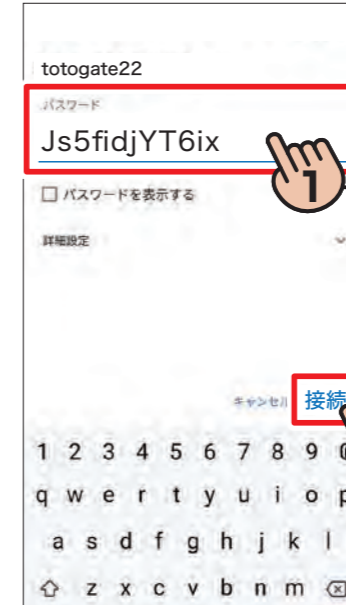 totogate22
パスワード
Js5fidjYT6ix
1
パスワードを表示する
詳細設定
キャンセル 接続
1 2 3 4 5 6 7 8 9 0
q w e r t y u i o p
a s d f g h j k l
z x c v b n m